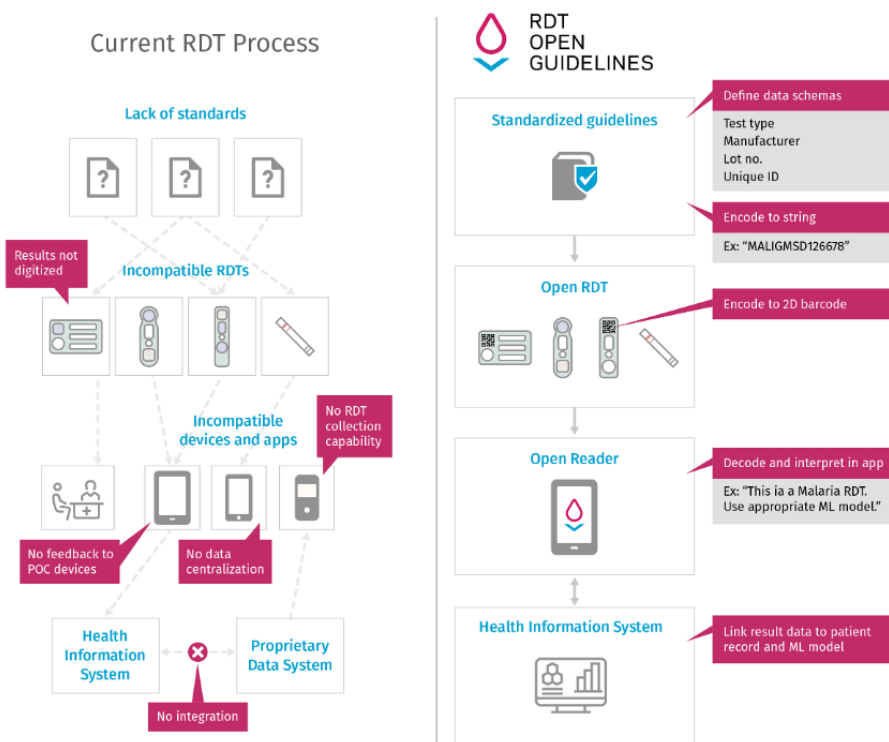 Current RDT Process
Lack of standards
?
?
?
Results not
digitized
Incompatible RDTs
Incompatible
devices and apps
No RDT
collection
capability
No feedback to
POC devices
No data
centralization
Health
Information
System
Proprietary
Data System
No integration
RDT
OPEN
GUIDELINES
Standardized guidelines
Define data schemas
Test type
Manufacturer
Lot no.
Unique ID
Encode to string
Ex: “MALIGMSD126678”
Open RDT
Encode to 2D barcode
Open Reader
Decode and interpret in app
Ex: “This ia a Malaria RDT.
Use appropriate ML model.”
Health Information System
Link result data to patient
record and ML model